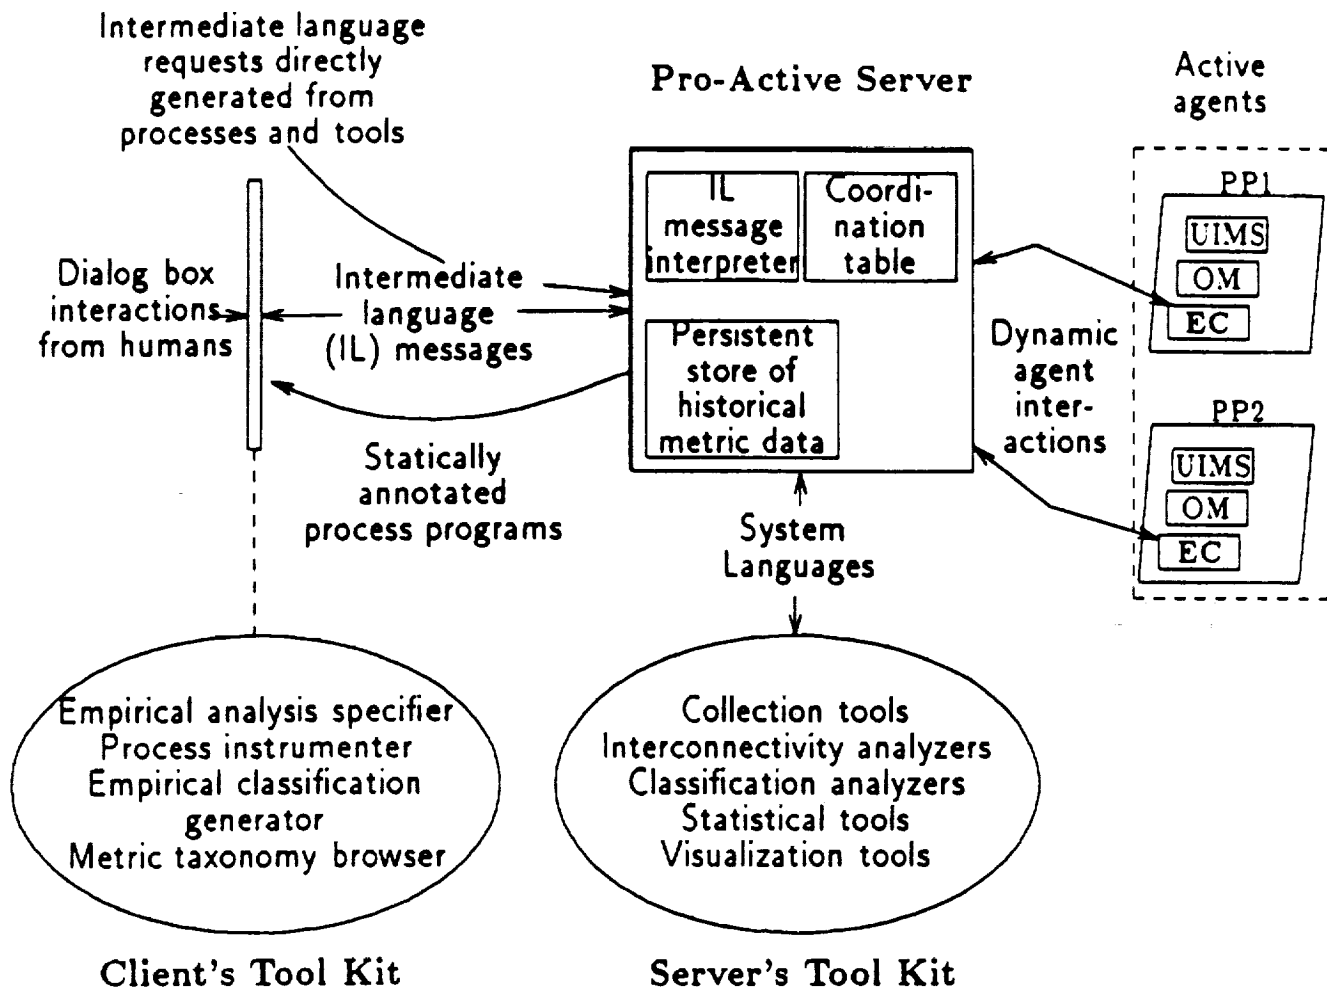 Intermediate language
requests directly
generated from
processes and tools
Pro-Active Server
Active
agents
IL
message
interpreter
Coordi-
nation
table
PP1
UIMS
OM
EC
Dialog box
interactions
from humans
Intermediate
language
(IL) messages
Persistent
store of
historical
metric data
Dynamic
agent
inter-
actions
PP2
UIMS
OM
EC
Statically
annotated
process programs
System
Languages
Empirical analysis specifier
Process instrumenter
Empirical classification
generator
Metric taxonomy browser
Collection tools
Interconnectivity analyzers
Classification analyzers
Statistical tools
Visualization tools
Client's Tool Kit
Server's Tool Kit